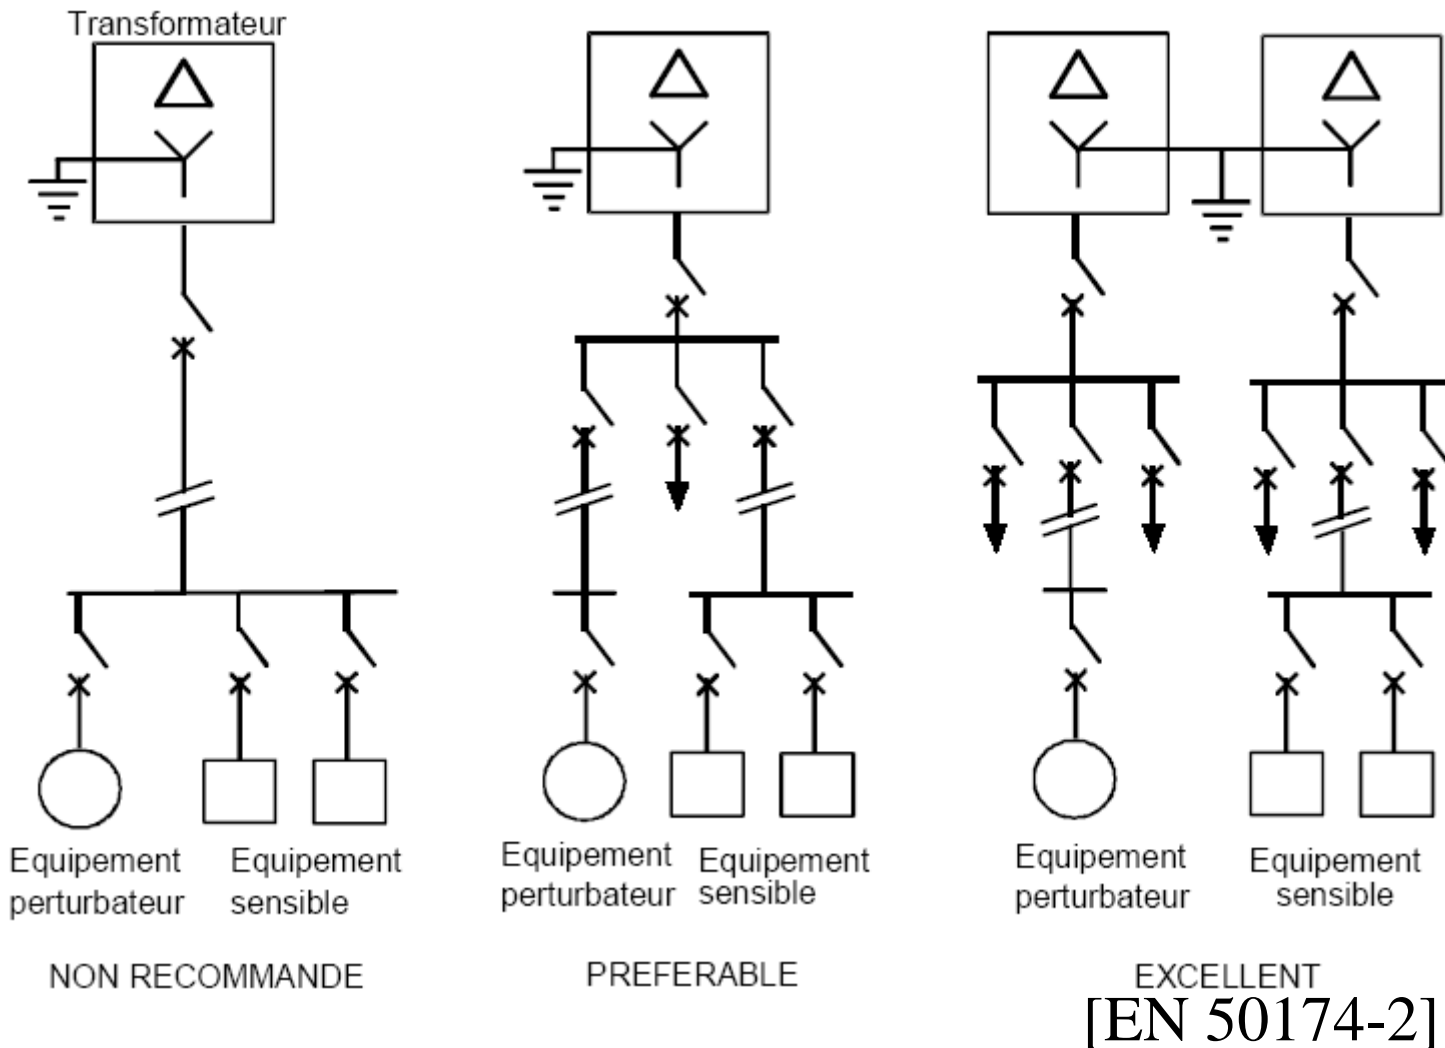 Transformateur
Equipement
perturbateur
Equipement
sensible
Equipement
perturbateur
Equipement
sensible
Equipement
perturbateur
Equipement
sensible
NON RECOMMANDE
PREFERABLE
EXCELLENT
[EN 50174-2]